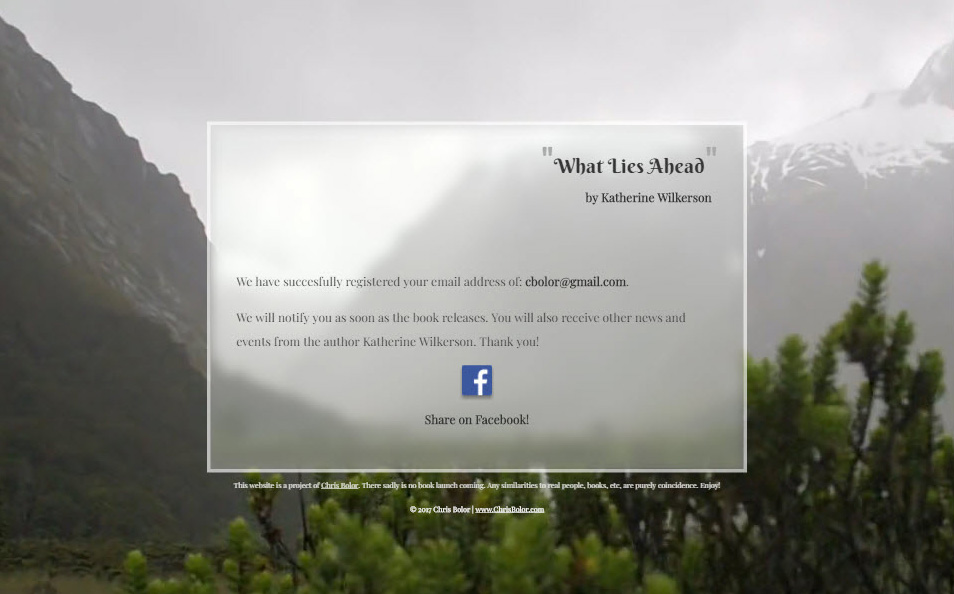 "What Lies Ahead"
by Katherine Wilkerson
We have succesfully registered your email address of: cbolor@gmail.com.
We will notify you as soon as the book releases. You will also receive other news and
events from the author Katherine Wilkerson. Thank you!
f
Share on Facebook!
This website is a project of Chris Bolor. There sadly is no book launch coming. Any similarities to real people, books, etc, are purely coincidence. Enjoy!
© 2017 Chris Bolor | www.ChrisBolor.com